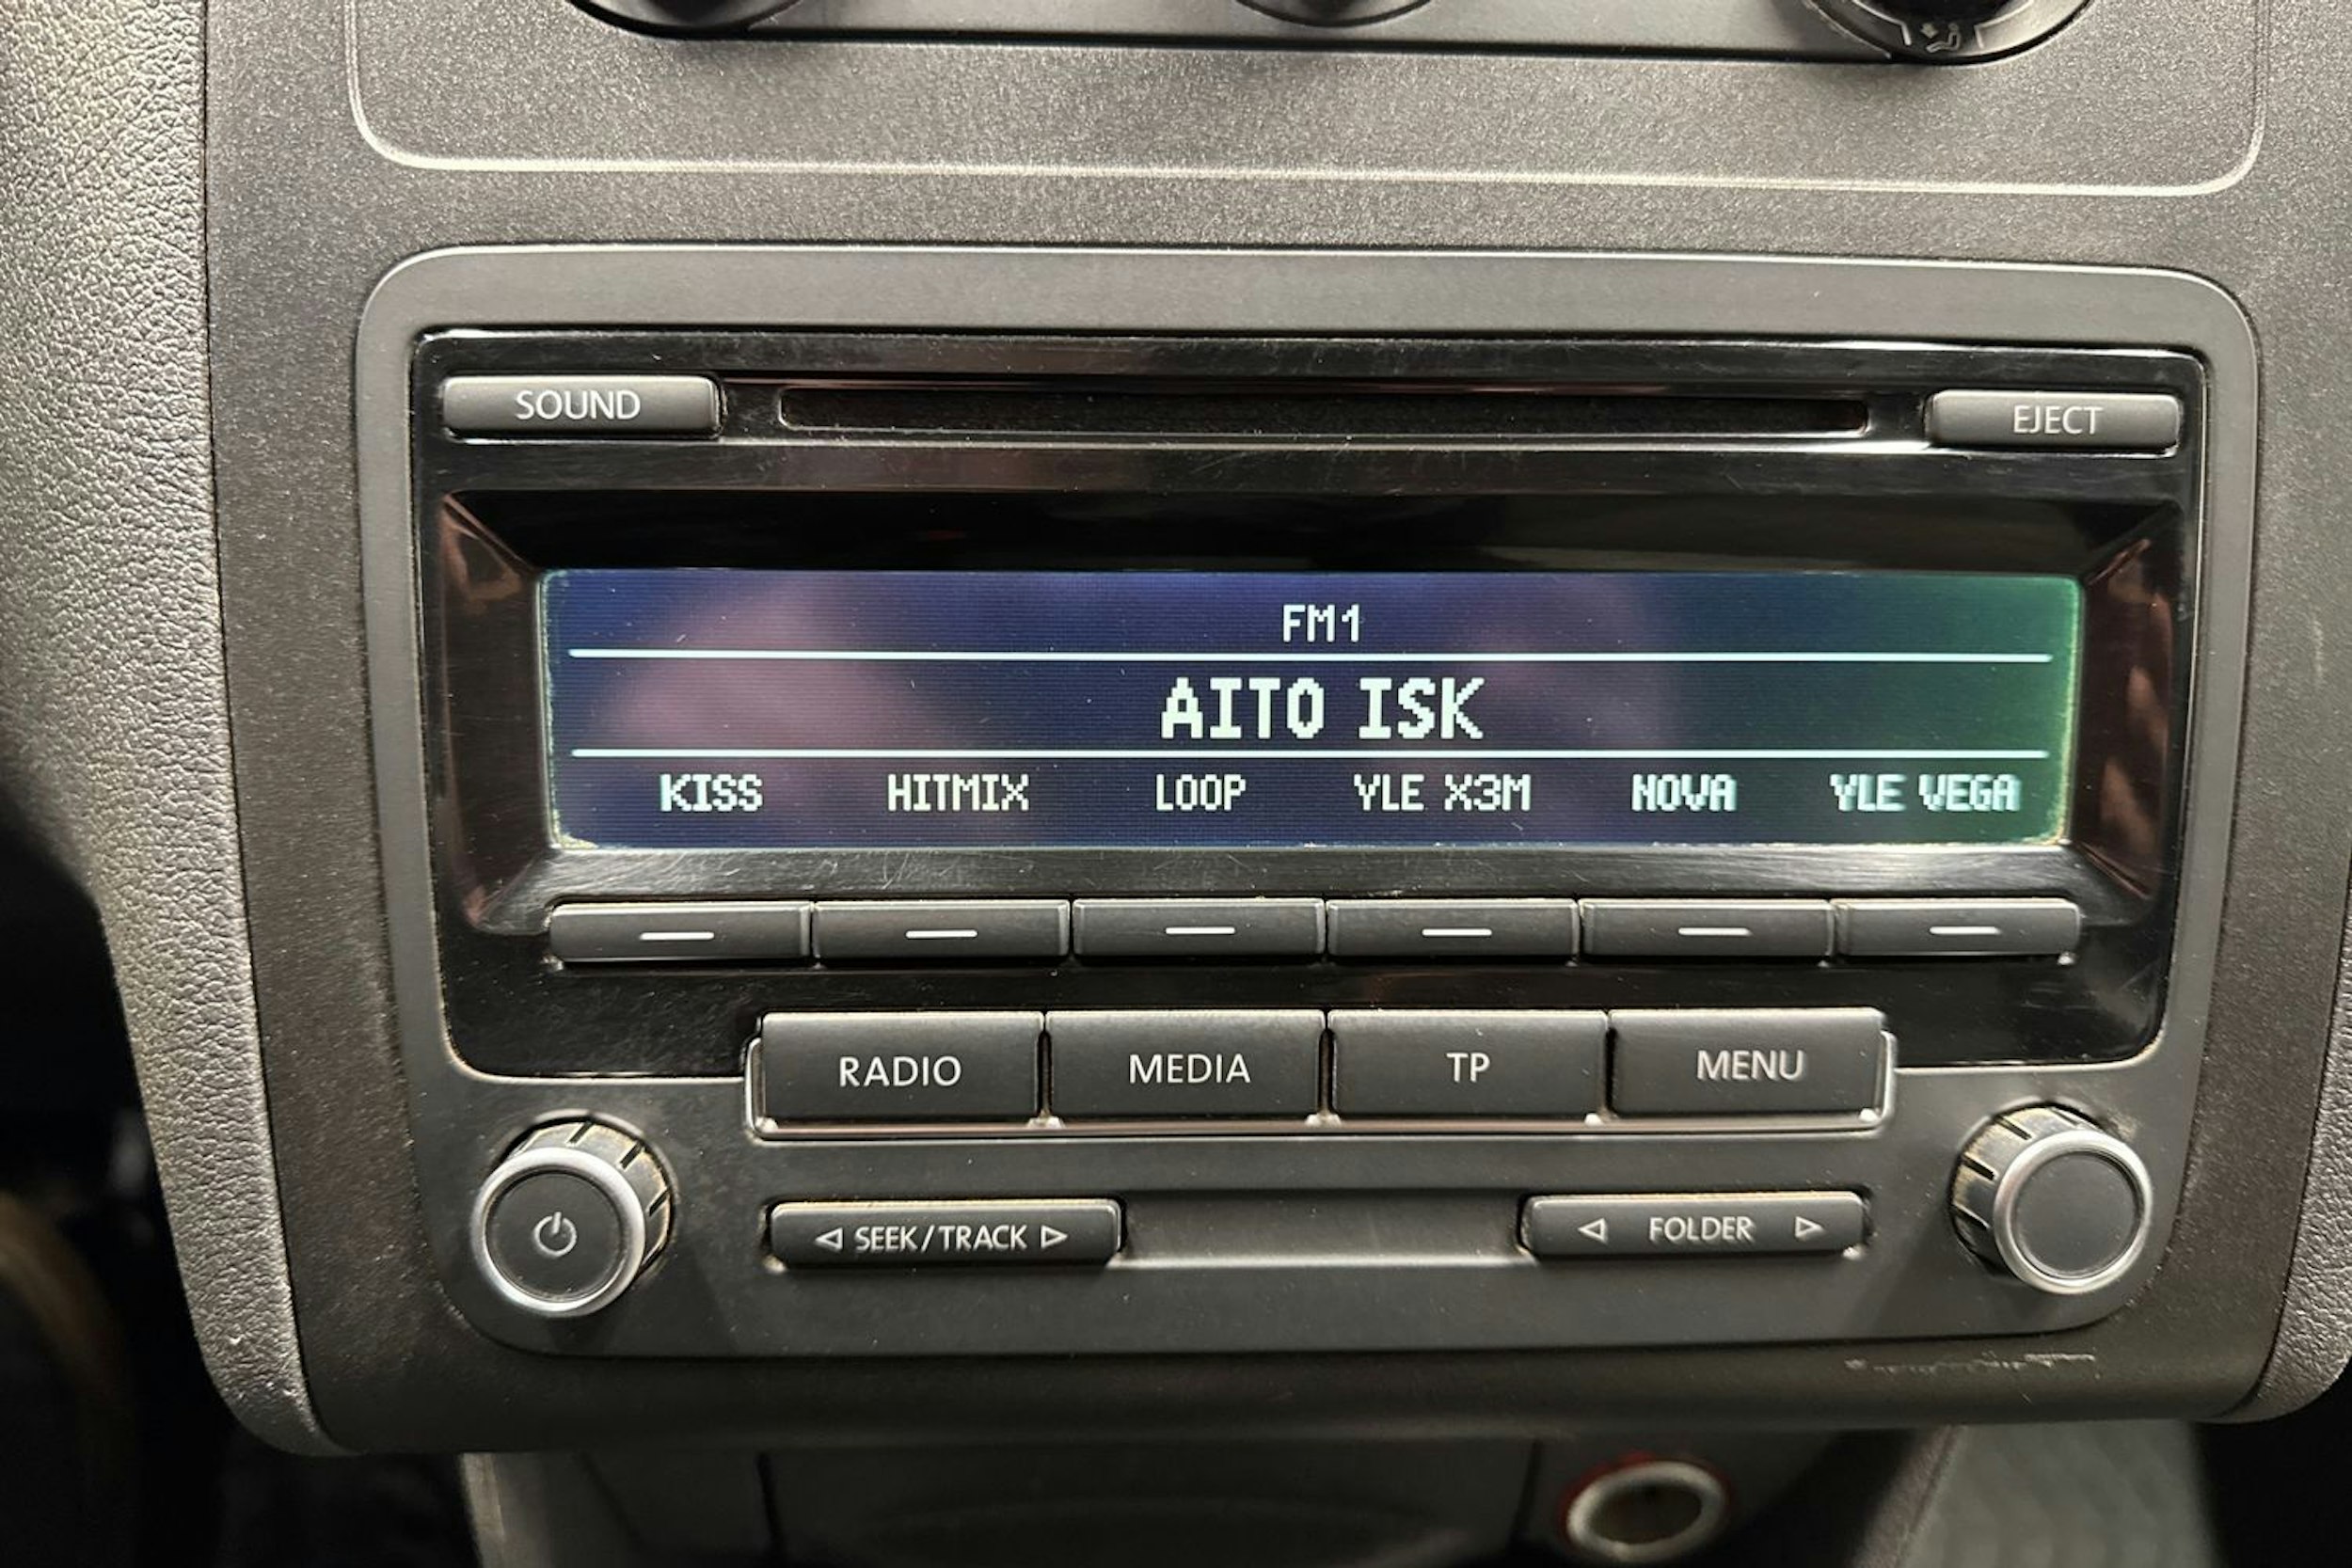 SOUND EJECT
FM1
AITO ISK
KISS HITMIX LOOP YLE X3M NOVA YLE VEGA
RADIO MEDIA TP MENU
SEEK/TRACK FOLDER